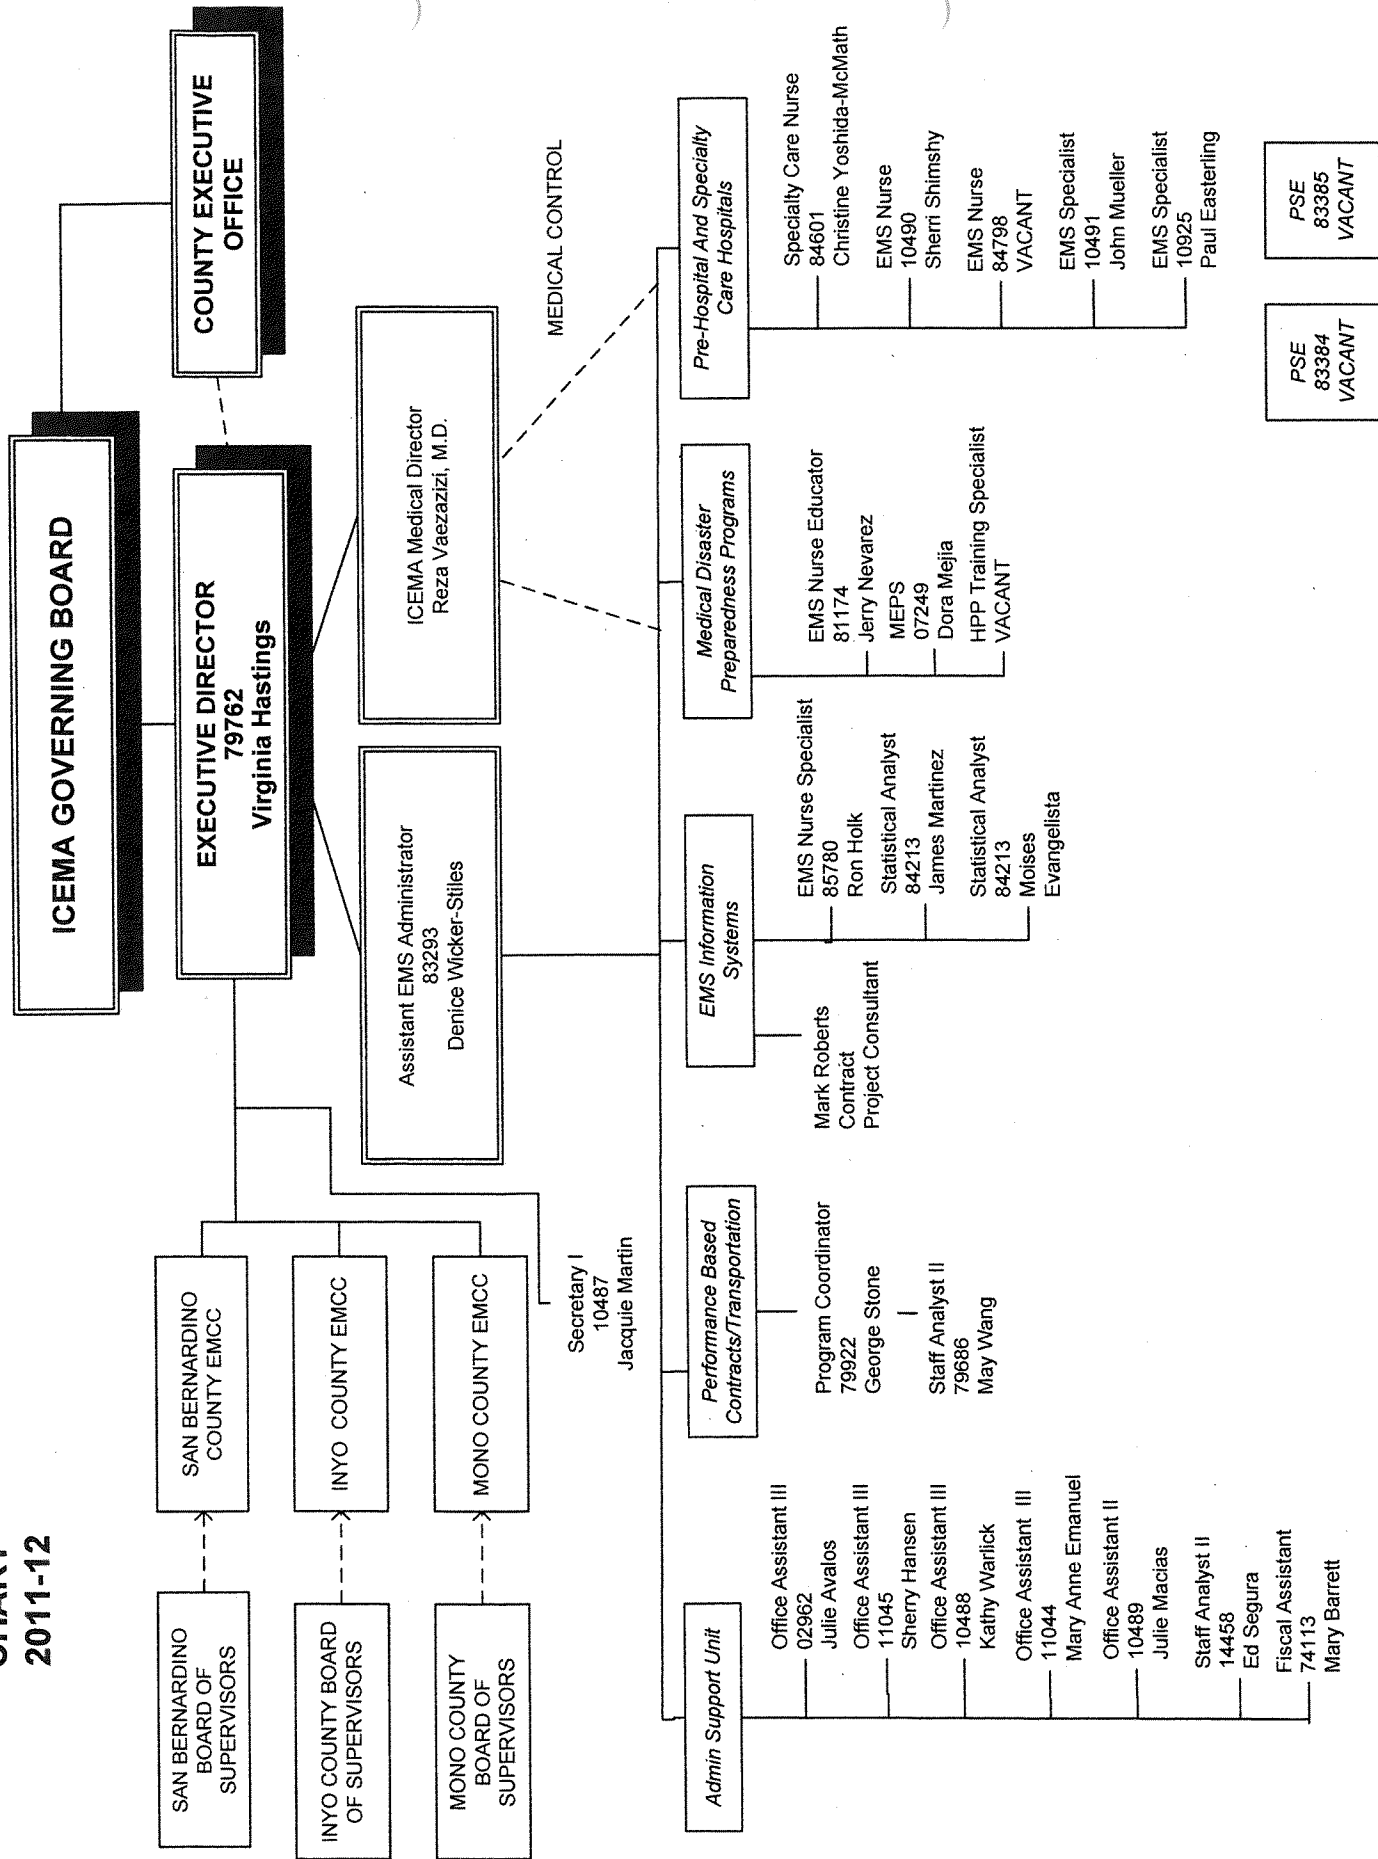 CHART
2011-12
ICEMA GOVERNING BOARD
COUNTY EXECUTIVE
OFFICE
EXECUTIVE DIRECTOR
79762
Virginia Hastings
SAN BERNARDINO
BOARD OF
SUPERVISORS
SAN BERNARDINO
COUNTY EMCC
INYO COUNTY BOARD
OF SUPERVISORS
INYO COUNTY EMCC
MONO COUNTY
BOARD OF
SUPERVISORS
MONO COUNTY EMCC
Secretary I
10487
Jacquie Martin
Assistant EMS Administrator
83293
Denice Wicker-Stiles
ICEMA Medical Director
Reza Vaezazizi, M.D.
MEDICAL CONTROL
Admin Support Unit
Office Assistant III
02962
Julie Avalos
Office Assistant III
11045
Sherry Hansen
Office Assistant III
10488
Kathy Warlick
Office Assistant III
11044
Mary Anne Emanuel
Office Assistant II
10489
Julie Macias
Staff Analyst II
14458
Ed Segura
Fiscal Assistant
74113
Mary Barrett
Performance Based
Contracts/Transportation
Program Coordinator
79922
George Stone
Staff Analyst II
79686
May Wang
EMS Information
Systems
Mark Roberts
Contract
Project Consultant
EMS Nurse Specialist
85780
Ron Holk
Statistical Analyst
84213
James Martinez
Statistical Analyst
84213
Moises
Evangelista
Medical Disaster
Preparedness Programs
EMS Nurse Educator
81174
Jerry Nevarez
MEPS
07249
Dora Mejia
HPP Training Specialist
VACANT
Pre-Hospital And Specialty
Care Hospitals
Specialty Care Nurse
84601
Christine Yoshida-McMath
EMS Nurse
10490
Sherri Shimshy
EMS Nurse
84798
VACANT
EMS Specialist
10491
John Mueller
EMS Specialist
10925
Paul Easterling
PSE
83384
VACANT
PSE
83385
VACANT